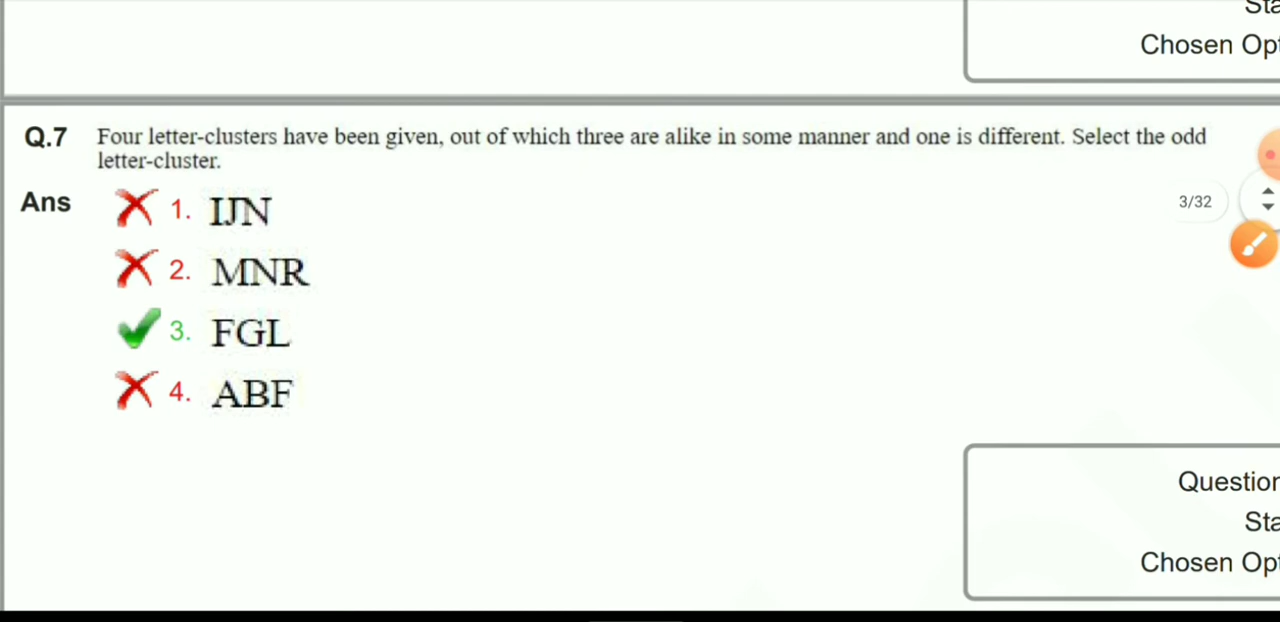 Chosen Op
Q.7 Four letter-clusters have been given, out of which three are alike in some manner and one is different. Select the odd
letter-cluster.
Ans
1. IJN
3/32
2. MNR
3. FGL
4. ABF
Question
Sta
Chosen Op